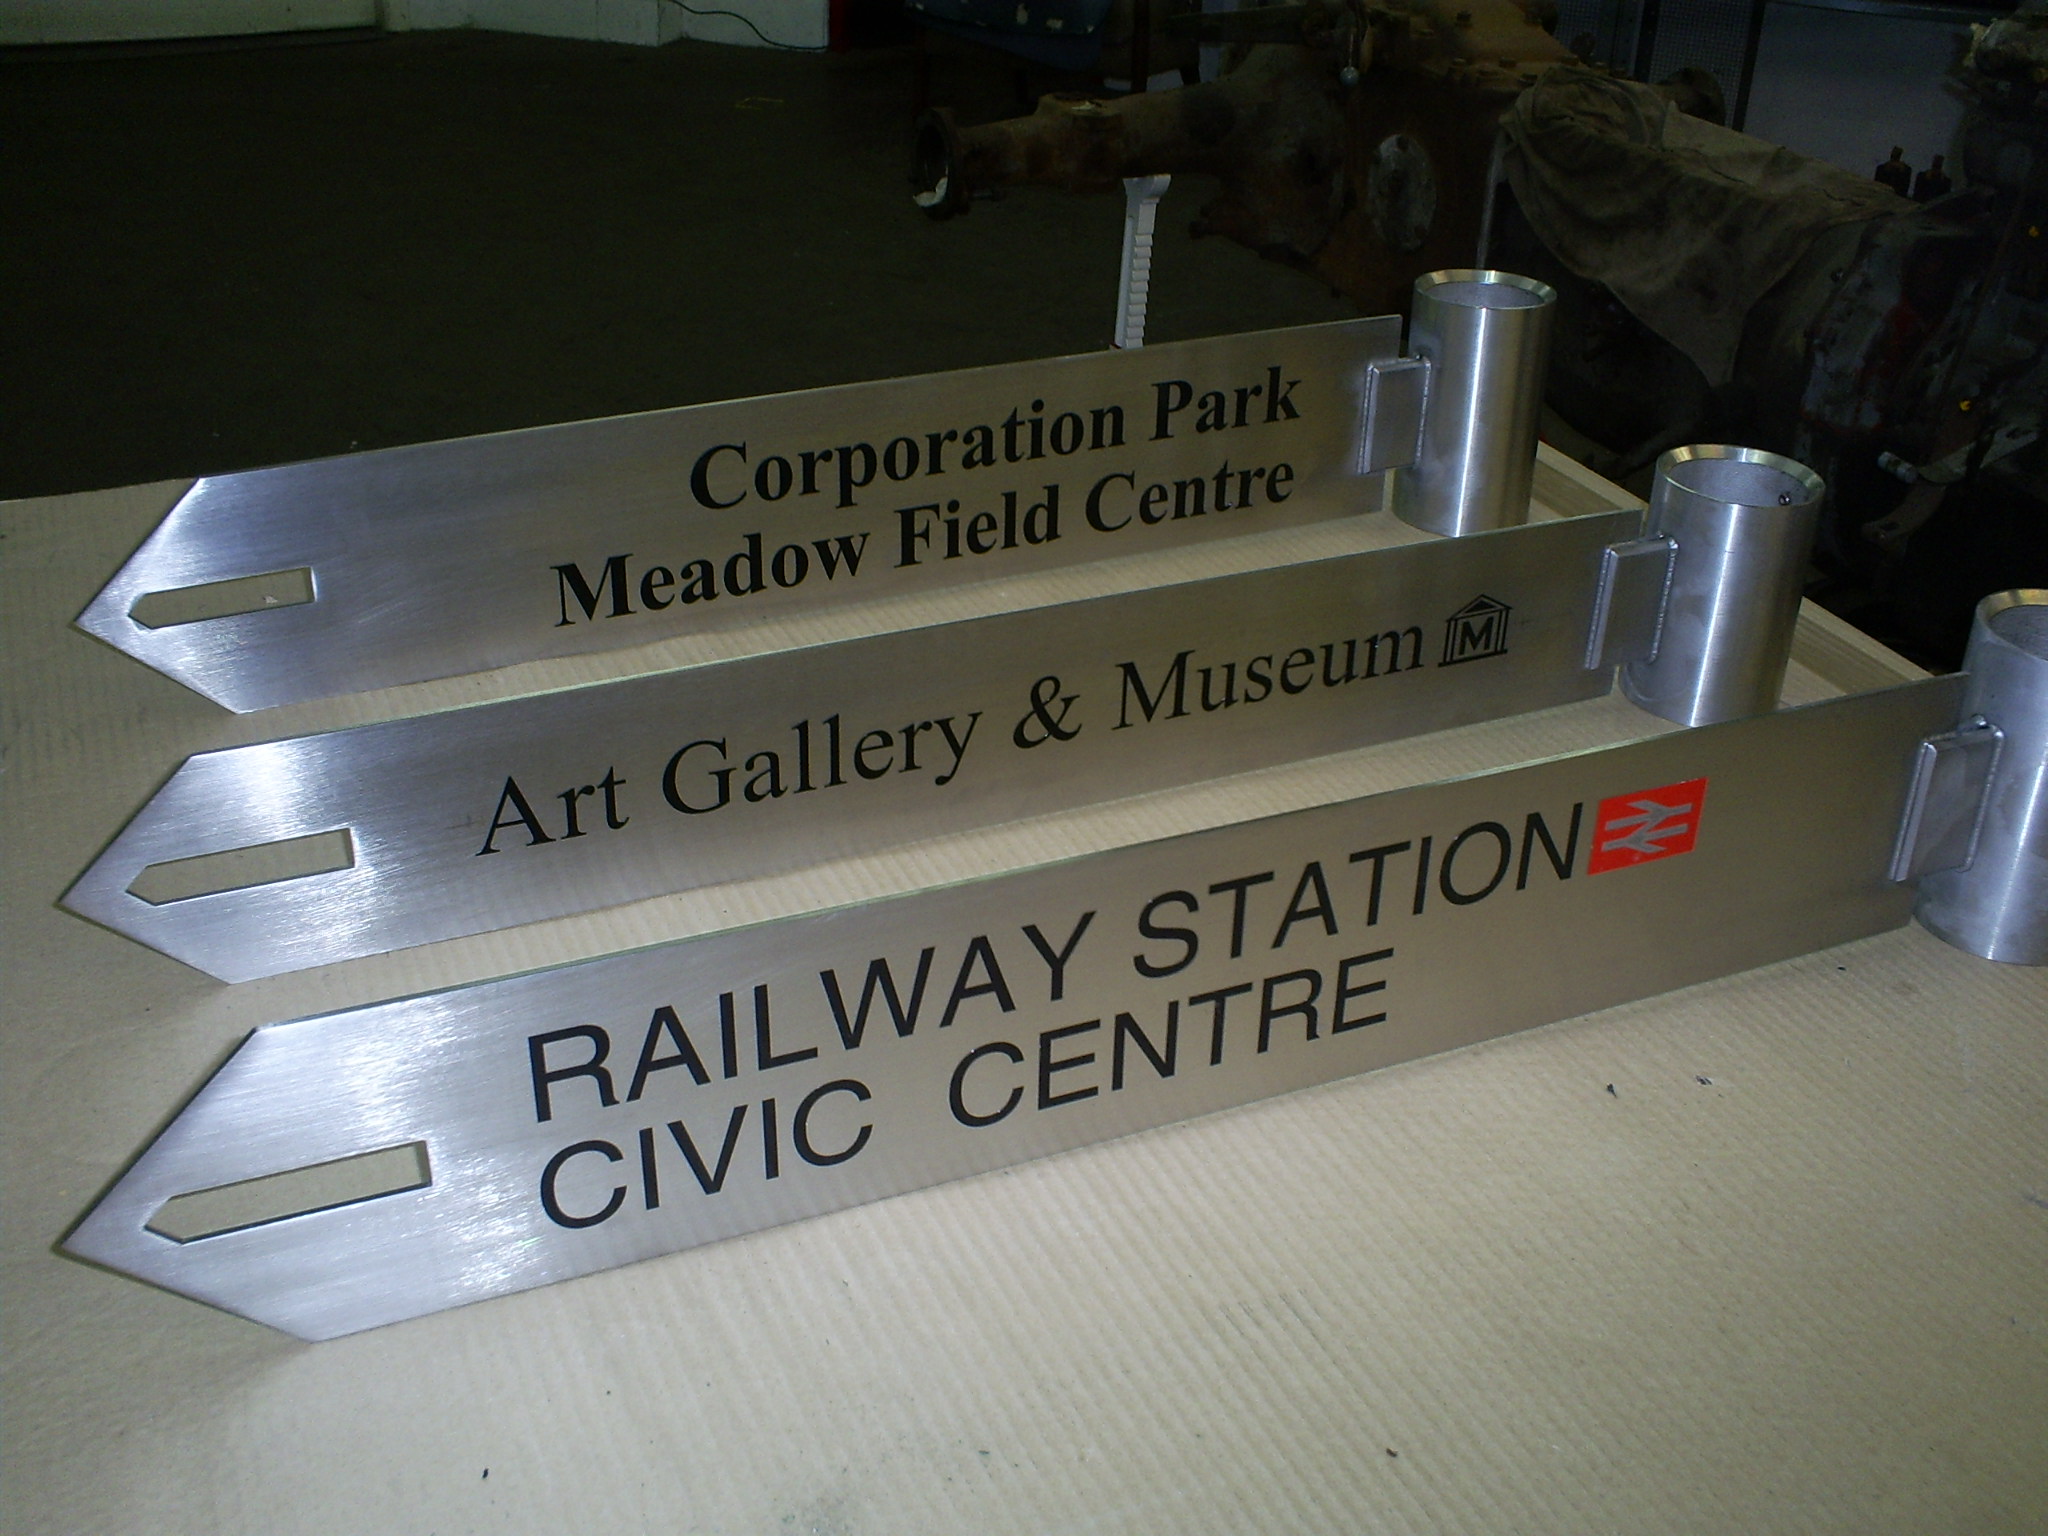 Corporation Park
Meadow Field Centre
Art Gallery & Museum M
RAILWAY STATION
CIVIC CENTRE